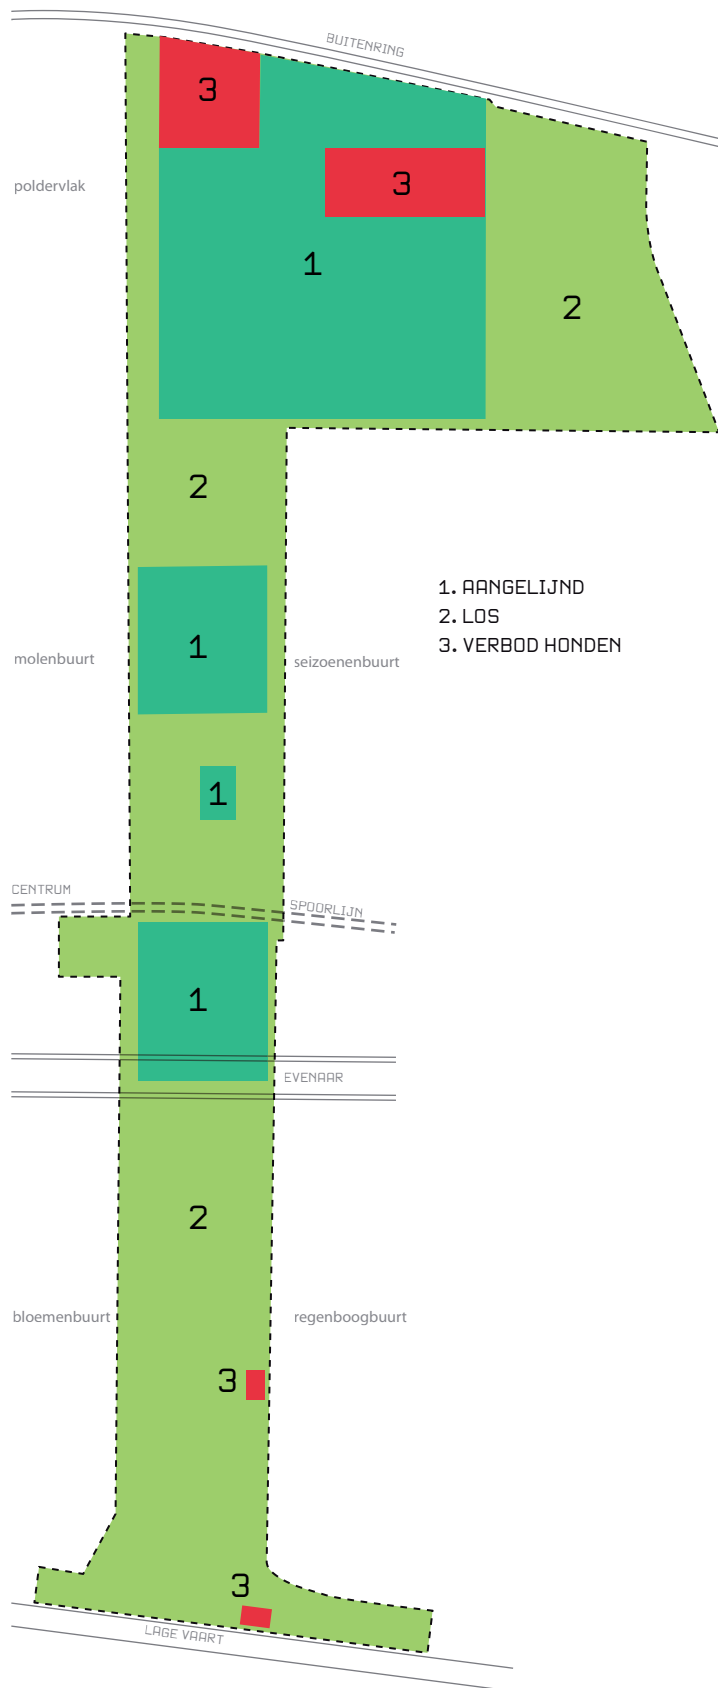 BUITENRING
3
poldervlak
3
1
2
2
1. AANGELIJND
2. LOS
3. VERBOD HONDEN
1
molenbuurt
seizoenenbuurt
1
CENTRUM
SPOORLIJN
1
EVENAAR
2
bloemenbuurt
regenboogbuurt
3
3
LAGE VAART